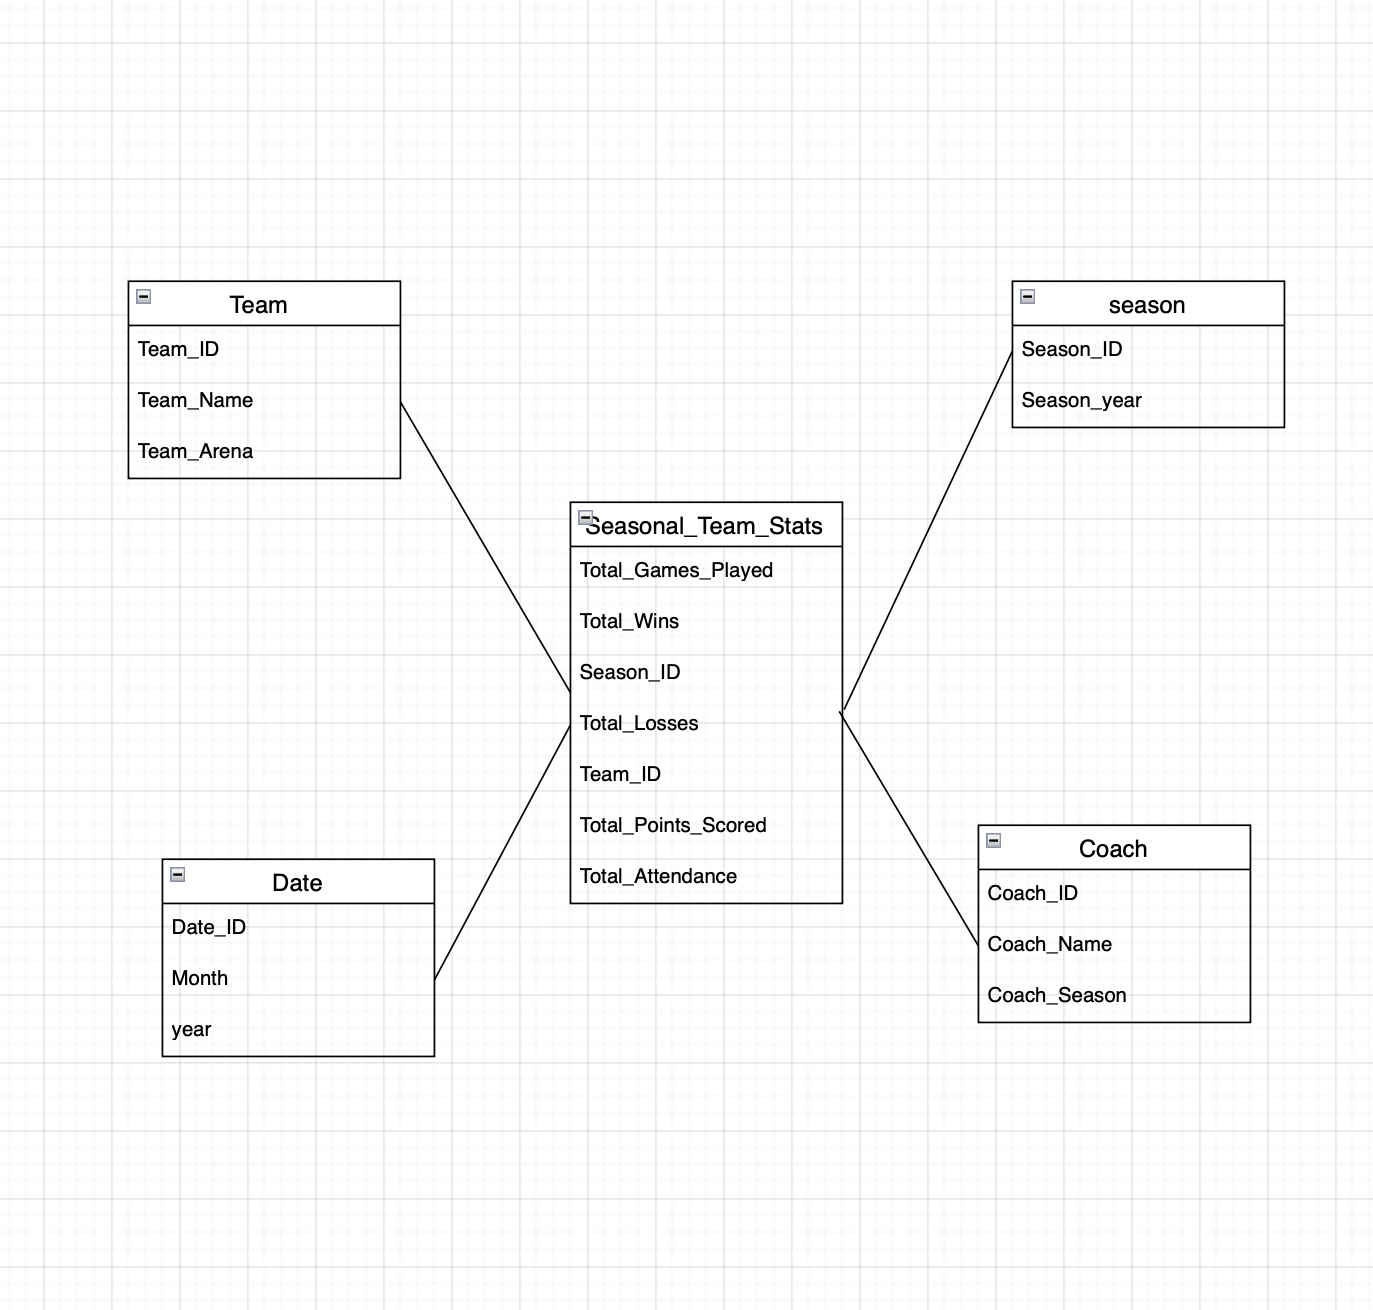 Team
Team_ID
Team_Name
Team_Arena
season
Season_ID
Season_year
Seasonal_Team_Stats
Total_Games_Played
Total_Wins
Season_ID
Total_Losses
Team_ID
Total_Points_Scored
Total_Attendance
Date
Date_ID
Month
year
Coach
Coach_ID
Coach_Name
Coach_Season